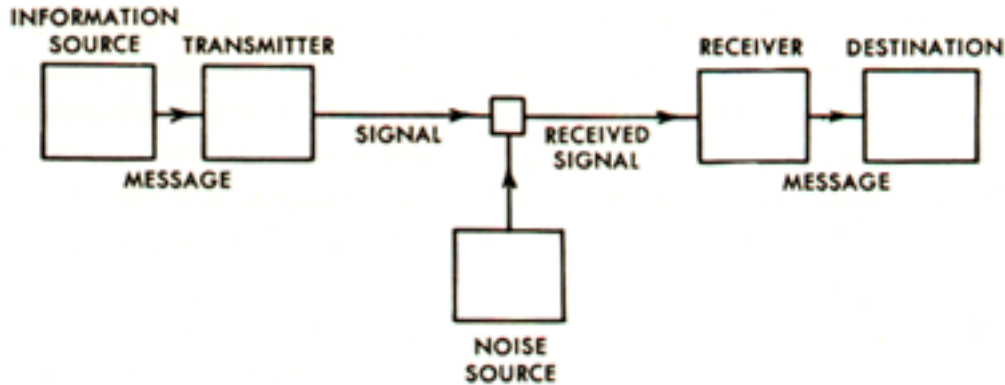 INFORMATION
SOURCE
TRANSMITTER
RECEIVER
DESTINATION
SIGNAL
RECEIVED
SIGNAL
MESSAGE
MESSAGE
NOISE
SOURCE